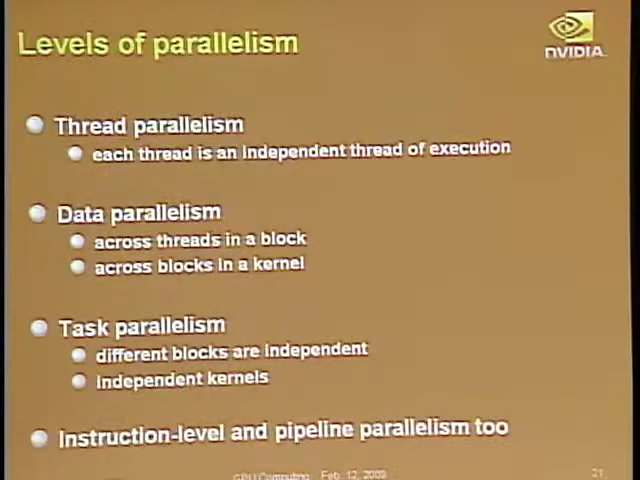 Levels of parallelism
NVIDIA
Thread parallelism
each thread is an independent thread of execution
Data parallelism
across threads in a block
across blocks in a kernel
Task parallelism
different blocks are independent
independent kernels
Instruction-level and pipeline parallelism too
GPU Computing Feb. 12, 2009
21